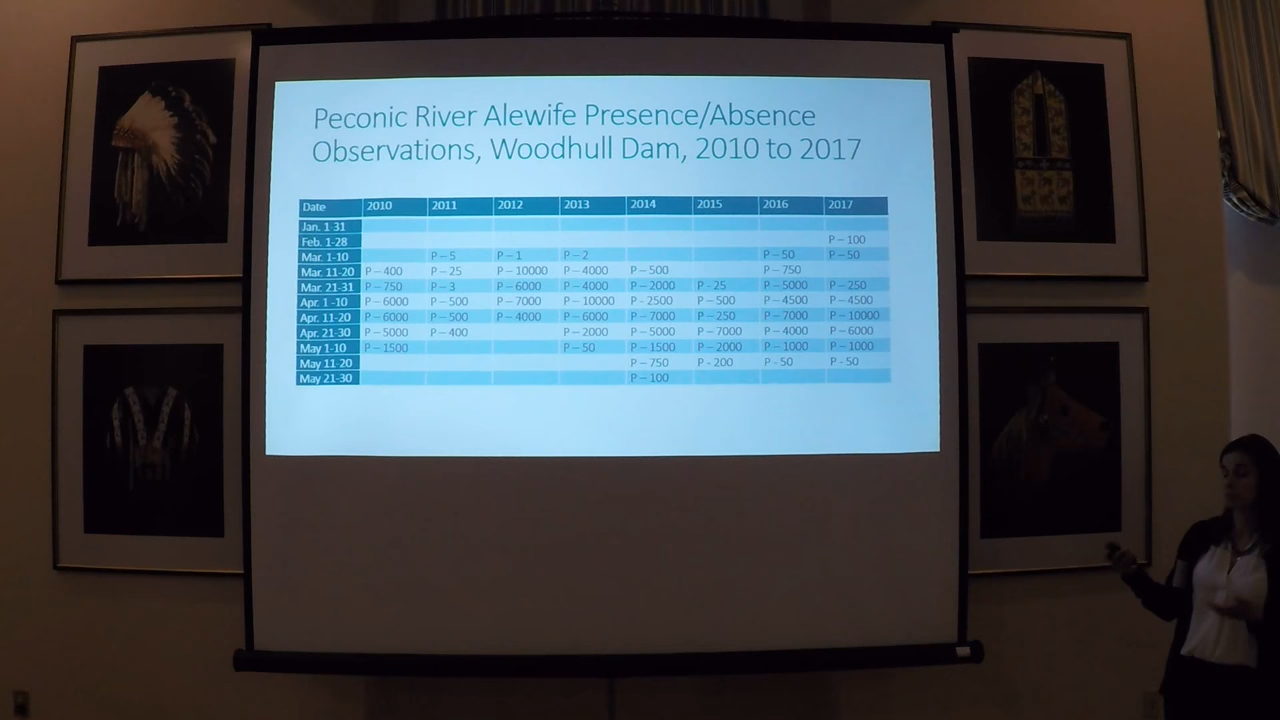 Peconic River Alewife Presence/Absence
Observations, Woodhull Dam, 2010 to 2017
Date 2010 2011 2012 2013 2014 2015 2016 2017
Jan. 1-31
Feb. 1-28 P – 100
Mar. 1-10 P – 5 P – 1 P – 2 P – 50 P – 50
Mar. 11-20 P – 400 P – 25 P – 10000 P – 4000 P – 500 P – 750
Mar. 21-31 P – 750 P – 3 P – 6000 P – 4000 P – 2000 P - 25 P – 5000 P – 250
Apr. 1 -10 P – 6000 P – 500 P – 7000 P – 10000 P - 2500 P – 500 P – 4500 P – 4500
Apr. 11-20 P – 6000 P – 500 P – 4000 P – 6000 P – 7000 P – 250 P – 7000 P – 10000
Apr. 21-30 P – 5000 P – 400 P – 2000 P – 5000 P – 7000 P – 4000 P – 6000
May 1-10 P – 1500 P – 50 P – 1500 P – 2000 P – 1000 P – 1000
May 11-20 P – 750 P - 200 P - 50 P - 50
May 21-30 P – 100